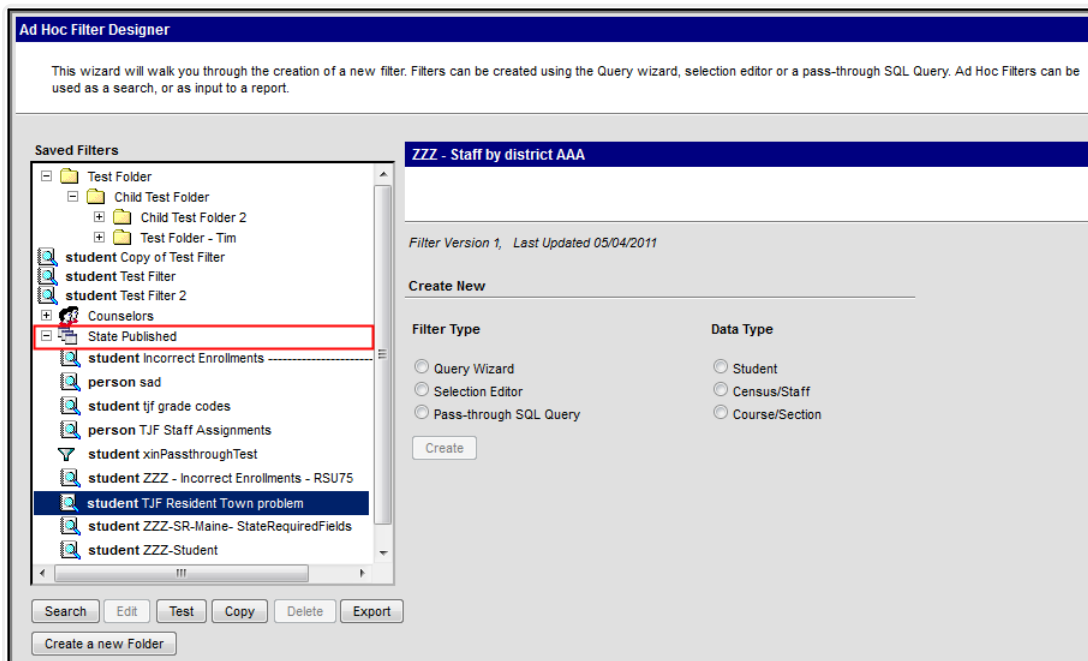 Ad Hoc Filter Designer
This wizard will walk you through the creation of a new filter. Filters can be created using the Query wizard, selection editor or a pass-through SQL Query. Ad Hoc Filters can be
used as a search, or as input to a report.
Saved Filters
Test Folder
Child Test Folder
Child Test Folder 2
Test Folder - Tim
student Copy of Test Filter
student Test Filter
student Test Filter 2
Counselors
State Published
student Incorrect Enrollments ----------------------
person sad
student tjf grade codes
person TJF Staff Assignments
student xinPassthroughTest
student ZZZ - Incorrect Enrollments - RSU75
student TJF Resident Town problem
student ZZZ-SR-Maine- StateRequiredFields
student ZZZ-Student
Search Edit Test Copy Delete Export
Create a new Folder
ZZZ - Staff by district AAA
Filter Version 1, Last Updated 05/04/2011
Create New
Filter Type Data Type
Query Wizard Student
Selection Editor Census/Staff
Pass-through SQL Query Course/Section
Create